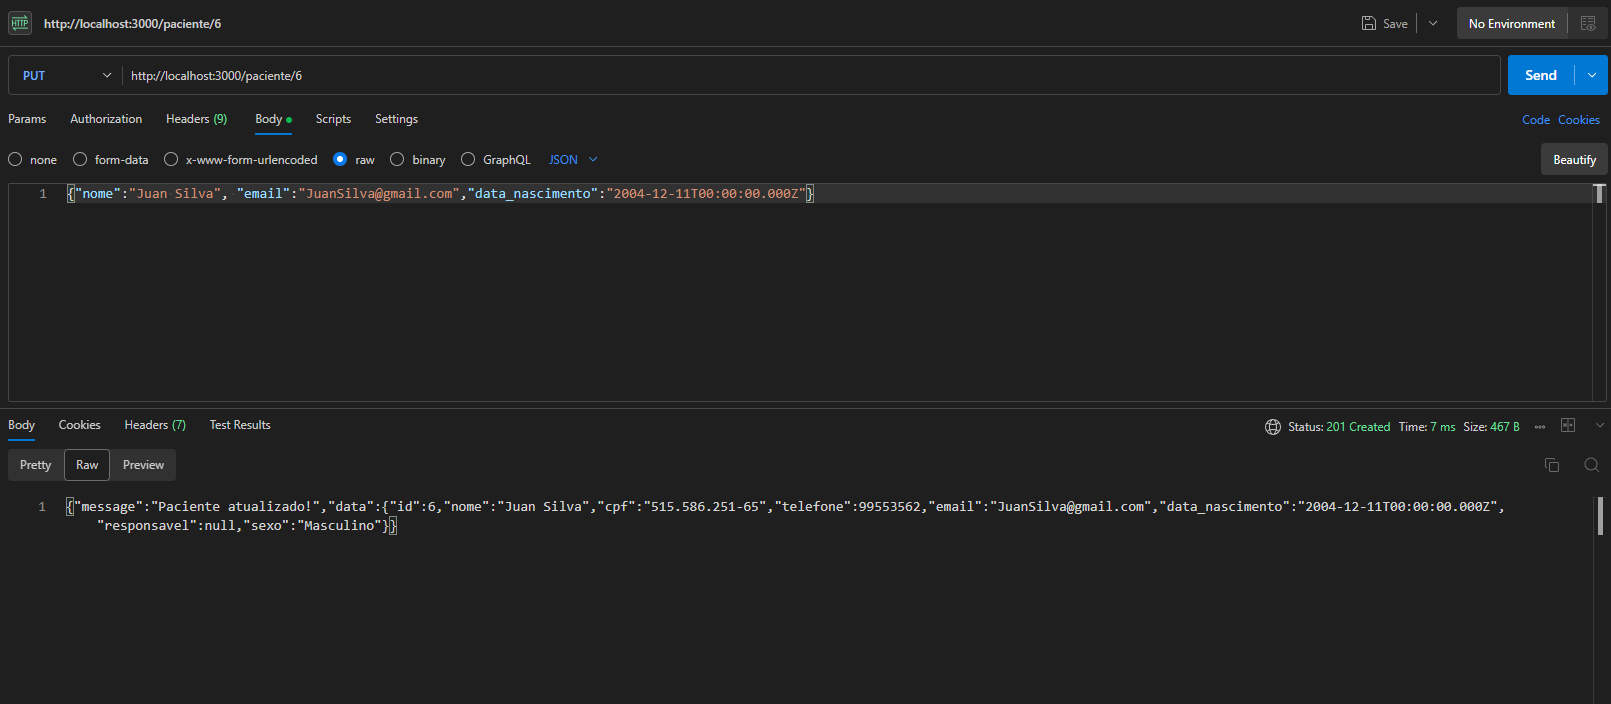 HTTP http://localhost:3000/paciente/6 Save No Environment
PUT http://localhost:3000/paciente/6 Send
Params Authorization Headers (9) Body Scripts Settings Code Cookies
none form-data x-www-form-urlencoded raw binary GraphQL JSON Beautify
1 {"nome":"Juan Silva", "email":"JuanSilva@gmail.com","data_nascimento":"2004-12-11T00:00:00.000Z"}
Body Cookies Headers (7) Test Results Status: 201 Created Time: 7 ms Size: 467 B
Pretty Raw Preview
1 {"message":"Paciente atualizado!","data":{"id":6,"nome":"Juan Silva","cpf":"515.586.251-65","telefone":99553562,"email":"JuanSilva@gmail.com","data_nascimento":"2004-12-11T00:00:00.000Z",
"responsavel":null,"sexo":"Masculino"}}